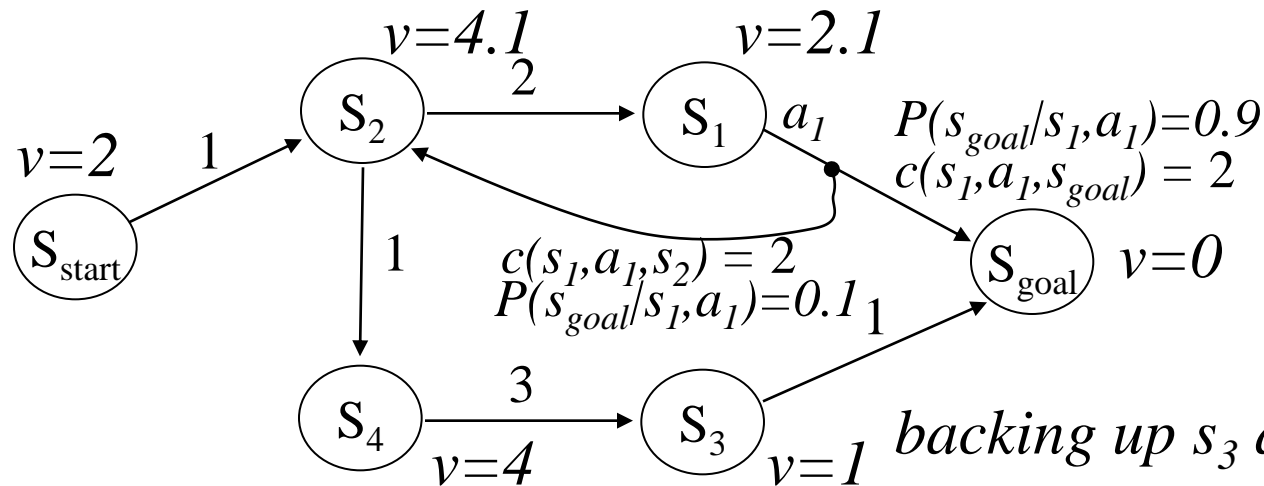 v=4.1
v=2.1
2
S2
S1
a1
P(sgoal/s1,a1)=0.9
c(s1,a1,sgoal) = 2
v=2
1
Sstart
1
c(s1,a1,s2) = 2
P(sgoal/s1,a1)=0.1
Sgoal
v=0
1
3
S4
S3
v=4
v=1
backing up s3